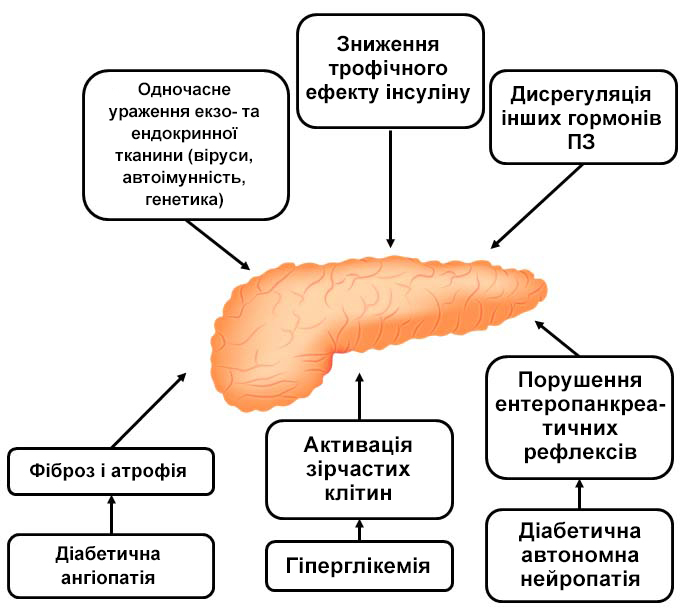 Зниження
трофічного
ефекту інсуліну
Одночасне
ураження екзо- та
ендокринної
тканини (віруси,
автоімунність,
генетика)
Дисрегуляція
інших гормонів
ПЗ
Порушення
ентеропанкреа-
тичних
рефлексів
Активація
зірчастих
клітин
Фіброз і атрофія
Діабетична
ангіопатія
Гіперглікемія
Діабетична
автономна
нейропатія